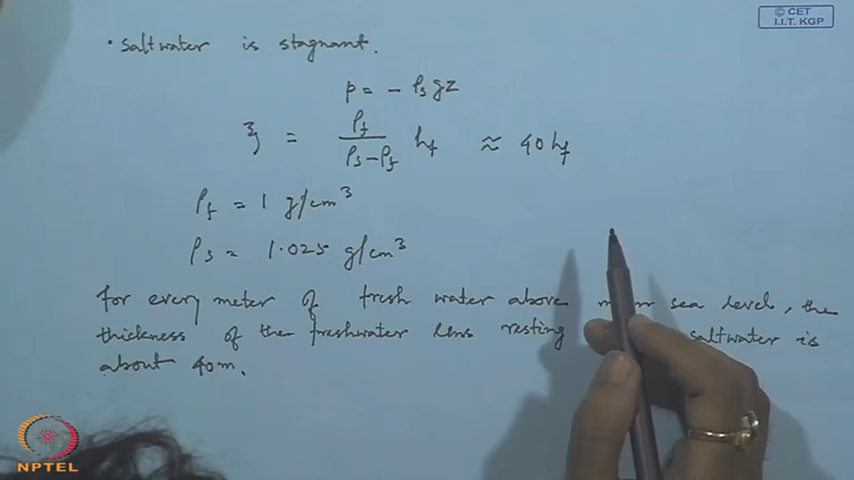 © CET
I.I.T. KGP
• Saltwater is stagnant.
p = - ρs g z
ξ = ρf / (ρs - ρf) hf ≈ 40 hf
ρf = 1 g/cm³
ρs = 1.025 g/cm³
For every meter of fresh water above sea level, the
thickness of the freshwater lens resting saltwater is
about 40m.
NPTEL